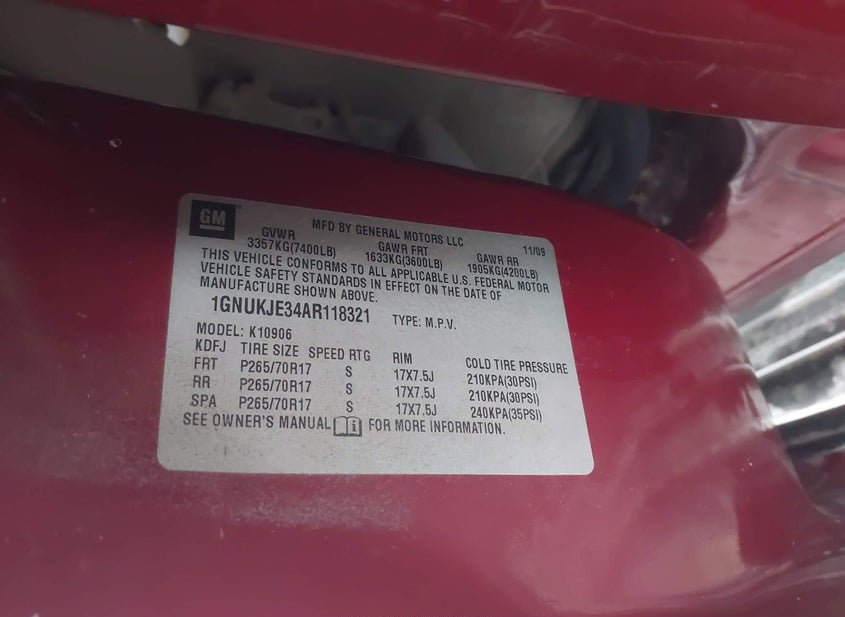 GM
MFD BY GENERAL MOTORS LLC 11/09
GVWR GAWR FRT GAWR RR
3357KG(7400LB) 1633KG(3600LB) 1905KG(4200LB)
THIS VEHICLE CONFORMS TO ALL APPLICABLE U.S. FEDERAL MOTOR
VEHICLE SAFETY STANDARDS IN EFFECT ON THE DATE OF
MANUFACTURE SHOWN ABOVE.
1GNUKJE34AR118321 TYPE: M.P.V.
MODEL: K10906
KDFJ TIRE SIZE SPEED RTG RIM COLD TIRE PRESSURE
FRT P265/70R17 S 17X7.5J 210KPA(30PSI)
RR P265/70R17 S 17X7.5J 210KPA(30PSI)
SPA P265/70R17 S 17X7.5J 240KPA(35PSI)
SEE OWNER'S MANUAL i FOR MORE INFORMATION.